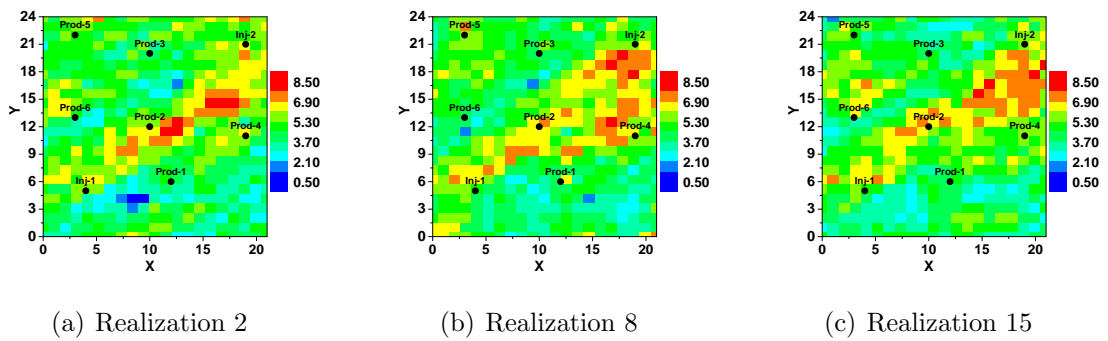 24
21
18
15
12
9
6
3
0
Y
Prod-5
Prod-3
Inj-2
Prod-6
Prod-2
Prod-4
Inj-1
Prod-1
0 5 10 15 20
X
8.50
6.90
5.30
3.70
2.10
0.50
(a) Realization 2
24
21
18
15
12
9
6
3
0
Y
Prod-5
Prod-3
Inj-2
Prod-6
Prod-2
Prod-4
Inj-1
Prod-1
0 5 10 15 20
X
8.50
6.90
5.30
3.70
2.10
0.50
(b) Realization 8
24
21
18
15
12
9
6
3
0
Y
Prod-5
Prod-3
Inj-2
Prod-6
Prod-2
Prod-4
Inj-1
Prod-1
0 5 10 15 20
X
8.50
6.90
5.30
3.70
2.10
0.50
(c) Realization 15